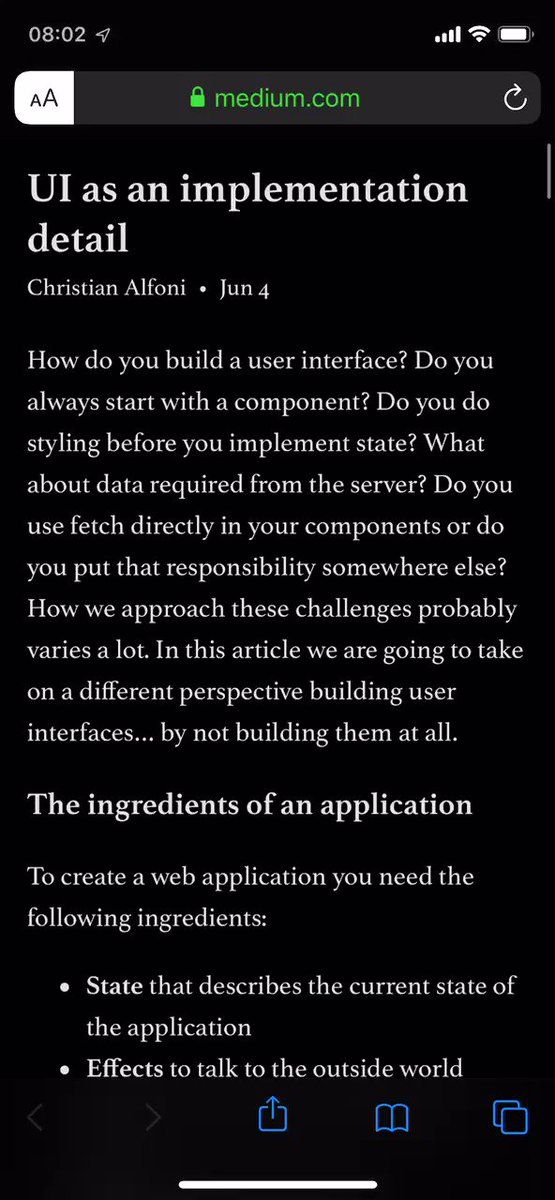 08:02
AA medium.com
UI as an implementation
detail
Christian Alfoni • Jun 4
How do you build a user interface? Do you
always start with a component? Do you do
styling before you implement state? What
about data required from the server? Do you
use fetch directly in your components or do
you put that responsibility somewhere else?
How we approach these challenges probably
varies a lot. In this article we are going to take
on a different perspective building user
interfaces... by not building them at all.
The ingredients of an application
To create a web application you need the
following ingredients:
• State that describes the current state of
the application
• Effects to talk to the outside world